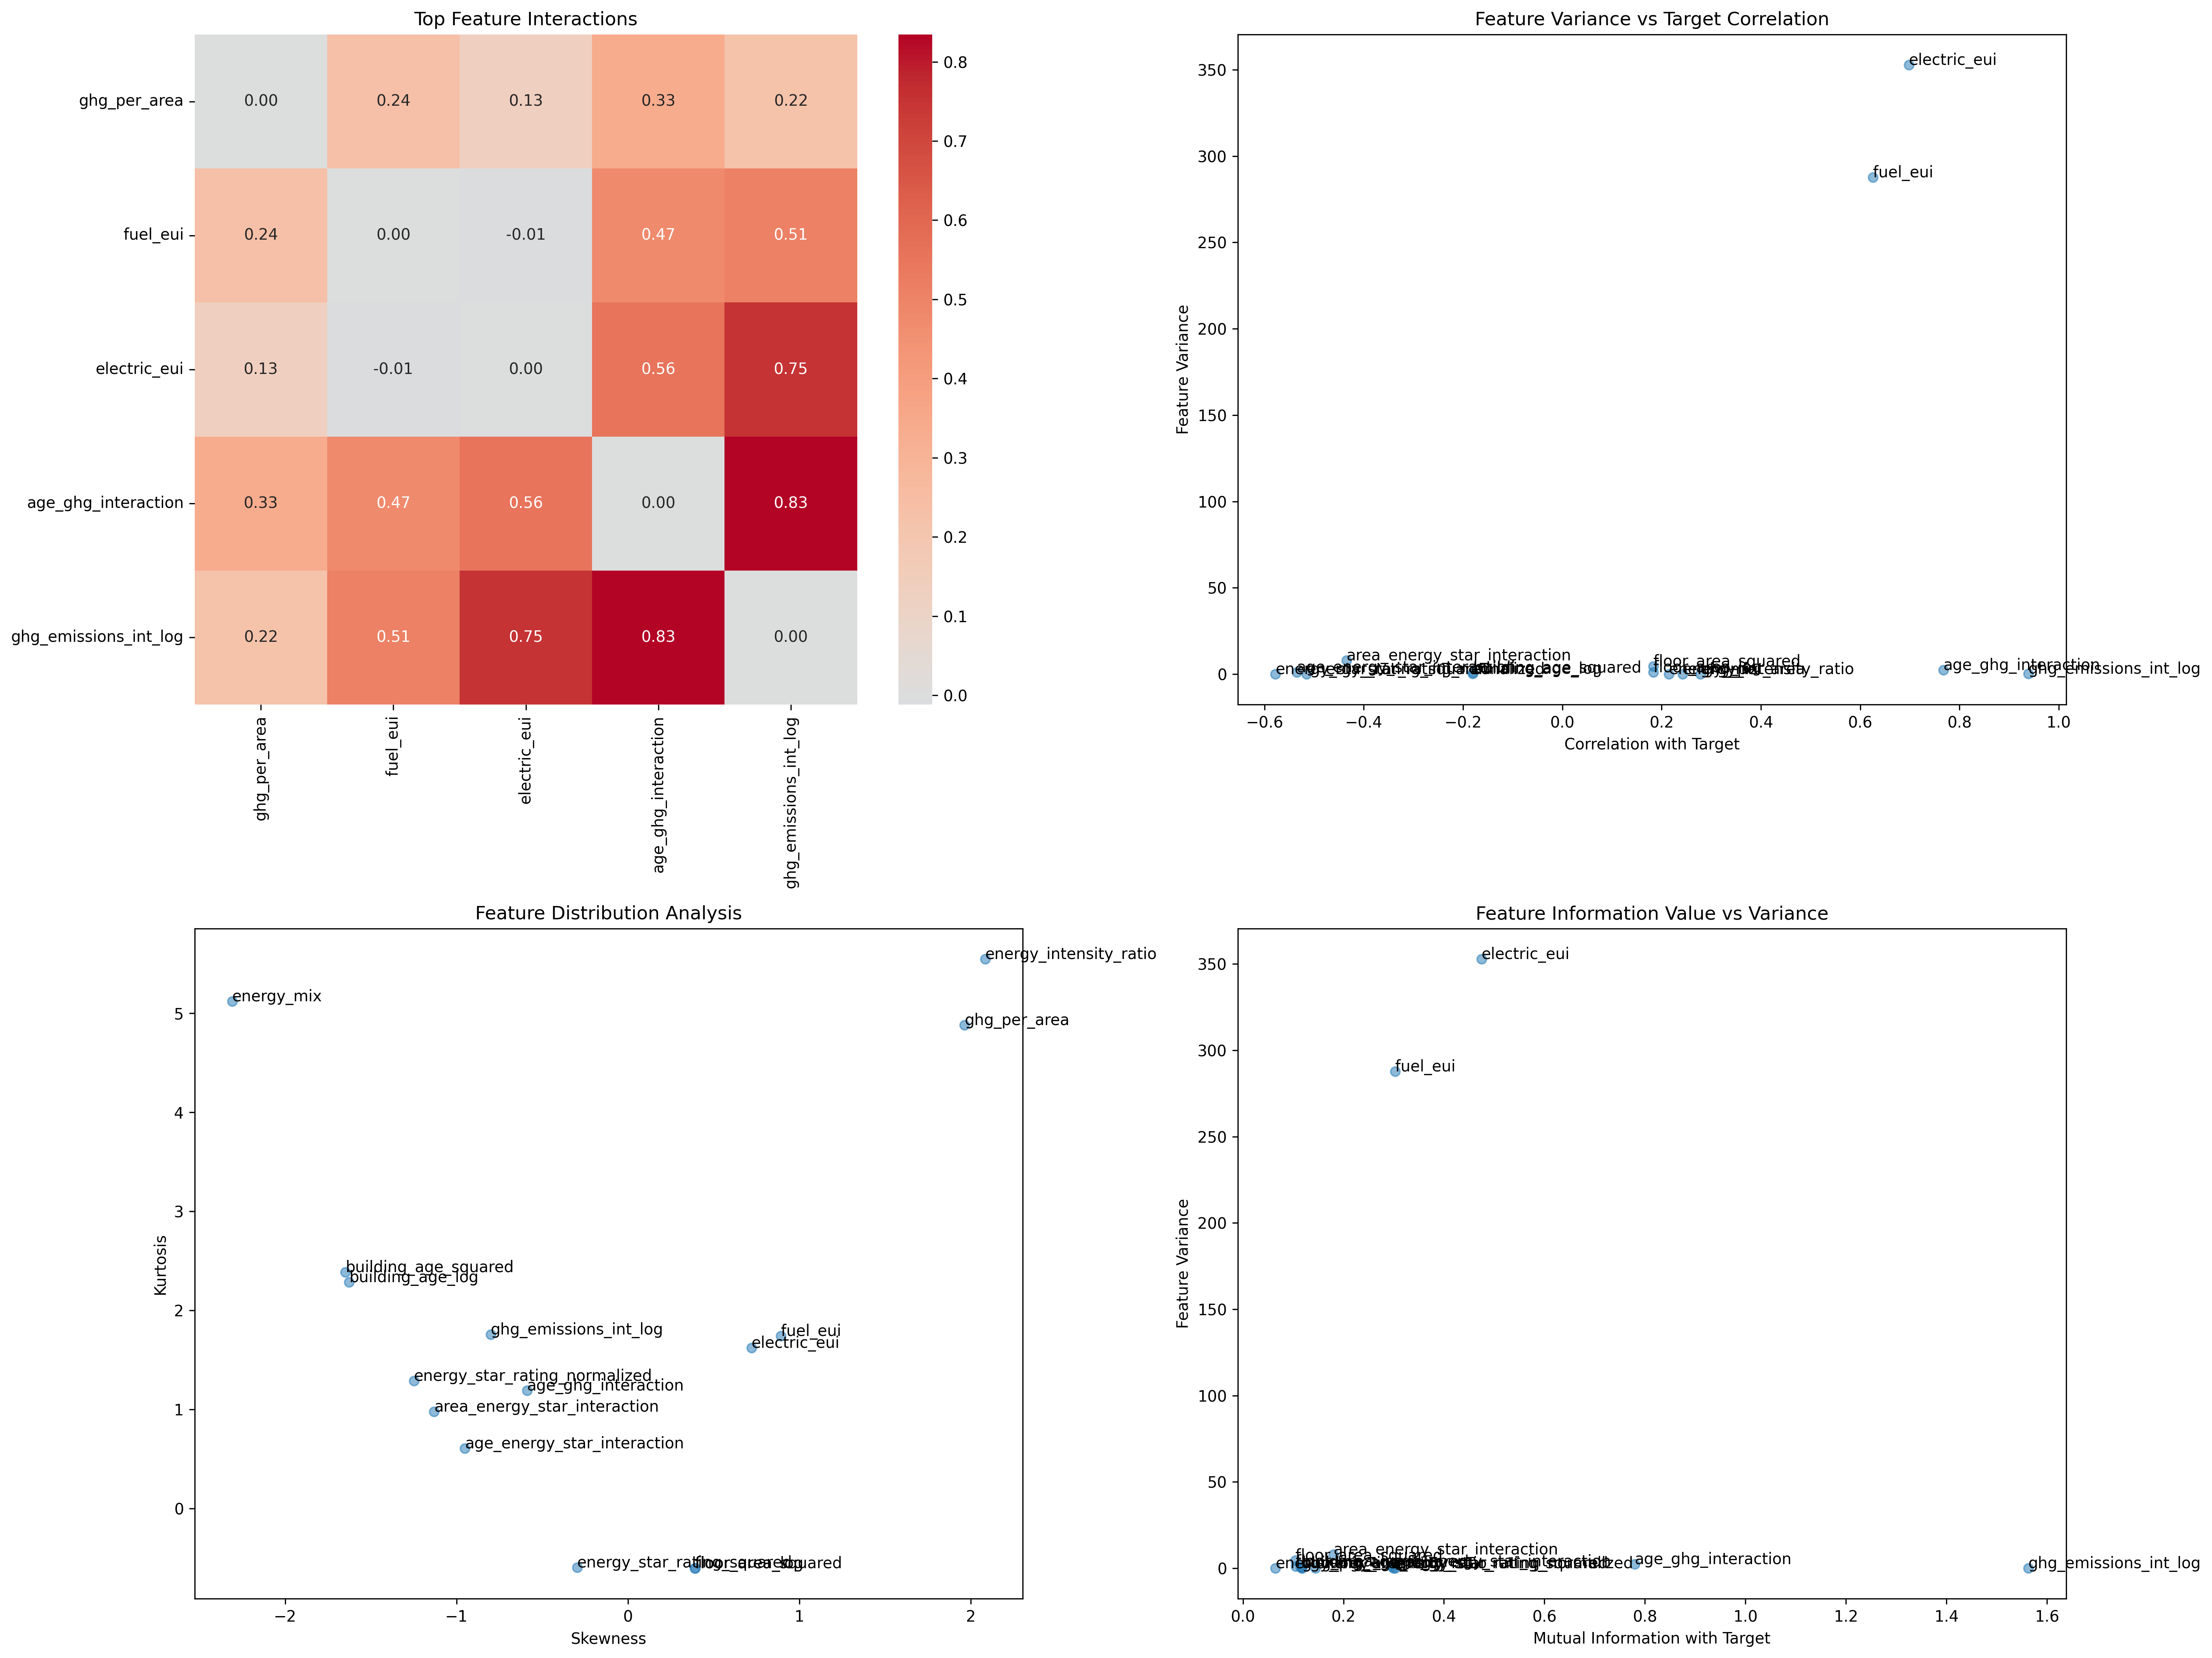 Top Feature Interactions
ghg_per_area
0.00 0.24 0.13 0.33 0.22
fuel_eui
0.24 0.00 -0.01 0.47 0.51
electric_eui
0.13 -0.01 0.00 0.56 0.75
age_ghg_interaction
0.33 0.47 0.56 0.00 0.83
ghg_emissions_int_log
0.22 0.51 0.75 0.83 0.00
ghg_per_area
fuel_eui
electric_eui
age_ghg_interaction
ghg_emissions_int_log
0.8
0.7
0.6
0.5
0.4
0.3
0.2
0.1
0.0
Feature Variance vs Target Correlation
Feature Variance
350
300
250
200
150
100
50
0
electric_eui
fuel_eui
area_energy_star_interaction
floor_area_squared
age_ghg_interaction
ghg_emissions_int_log
−0.6 −0.4 −0.2 0.0 0.2 0.4 0.6 0.8 1.0
Correlation with Target
Feature Distribution Analysis
Kurtosis
5
4
3
2
1
0
energy_intensity_ratio
energy_mix
ghg_per_area
building_age_squared
building_age_log
ghg_emissions_int_log
fuel_eui
electric_eui
energy_star_rating_normalized
age_ghg_interaction
area_energy_star_interaction
age_energy_star_interaction
−2 −1 0 1 2
Skewness
Feature Information Value vs Variance
Feature Variance
350
300
250
200
150
100
50
0
electric_eui
fuel_eui
area_energy_star_interaction
floor_area_squared
age_ghg_interaction
ghg_emissions_int_log
0.0 0.2 0.4 0.6 0.8 1.0 1.2 1.4 1.6
Mutual Information with Target